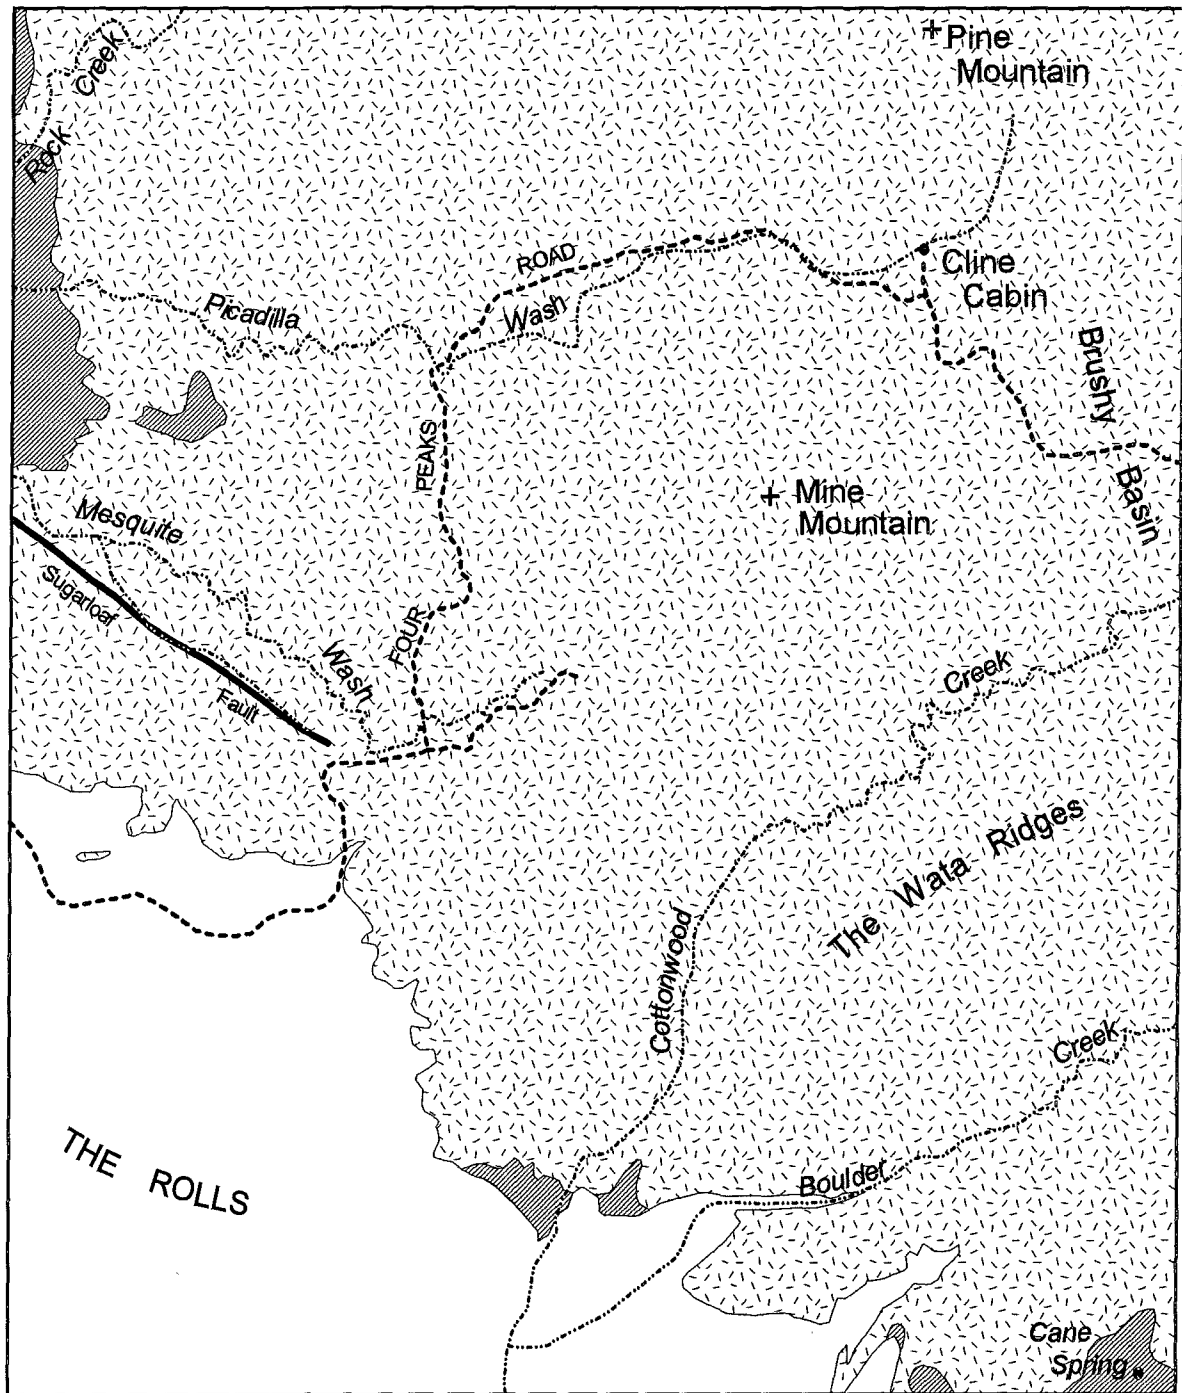 Pine
Mountain
Rock Creek
ROAD
Cline
Cabin
Picadilla Wash
Brushy
Basin
PEAKS
Mine
Mountain
Mesquite
Sugarloaf
FOUR
Wash
Fault
Creek
The Wata Ridges
Cottonwood
Creek
THE ROLLS
Boulder
Cane
Spring